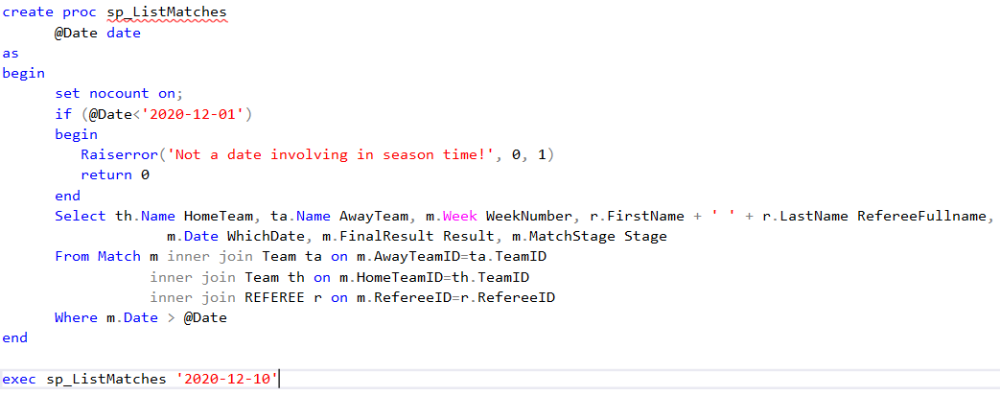 create proc sp_ListMatches
@Date date
as
begin
set nocount on;
if (@Date<'2020-12-01')
begin
Raiserror('Not a date involving in season time!', 0, 1)
return 0
end
Select th.Name HomeTeam, ta.Name AwayTeam, m.Week WeekNumber, r.FirstName + ' ' + r.LastName RefereeFullname,
m.Date WhichDate, m.FinalResult Result, m.MatchStage Stage
From Match m inner join Team ta on m.AwayTeamID=ta.TeamID
inner join Team th on m.HomeTeamID=th.TeamID
inner join REFEREE r on m.RefereeID=r.RefereeID
Where m.Date > @Date
end
exec sp_ListMatches '2020-12-10'